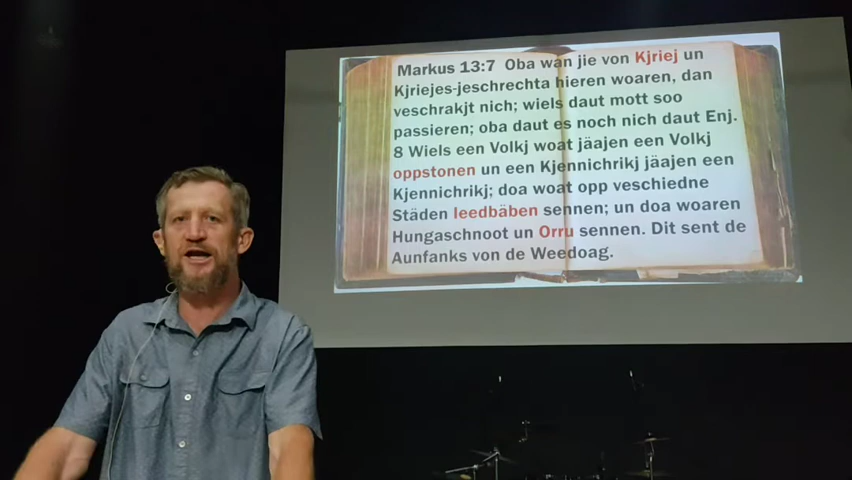 Markus 13:7 Oba wan jie von Kjriej un
Kjriejes-jeschrechta hieren woaren, dan
veschrakjt nich; wiels daut mott soo
passieren; oba daut es noch nich daut Enj.
8 Wiels een Volkj woat jäajen een Volkj
oppstonen un een Kjennichrikj jäajen een
Kjennichrikj; doa woat opp veschiedne
Städen leedbäben sennen; un doa woaren
Hungaschnoot un Orru sennen. Dit sent de
Aunfanks von de Weedoag.